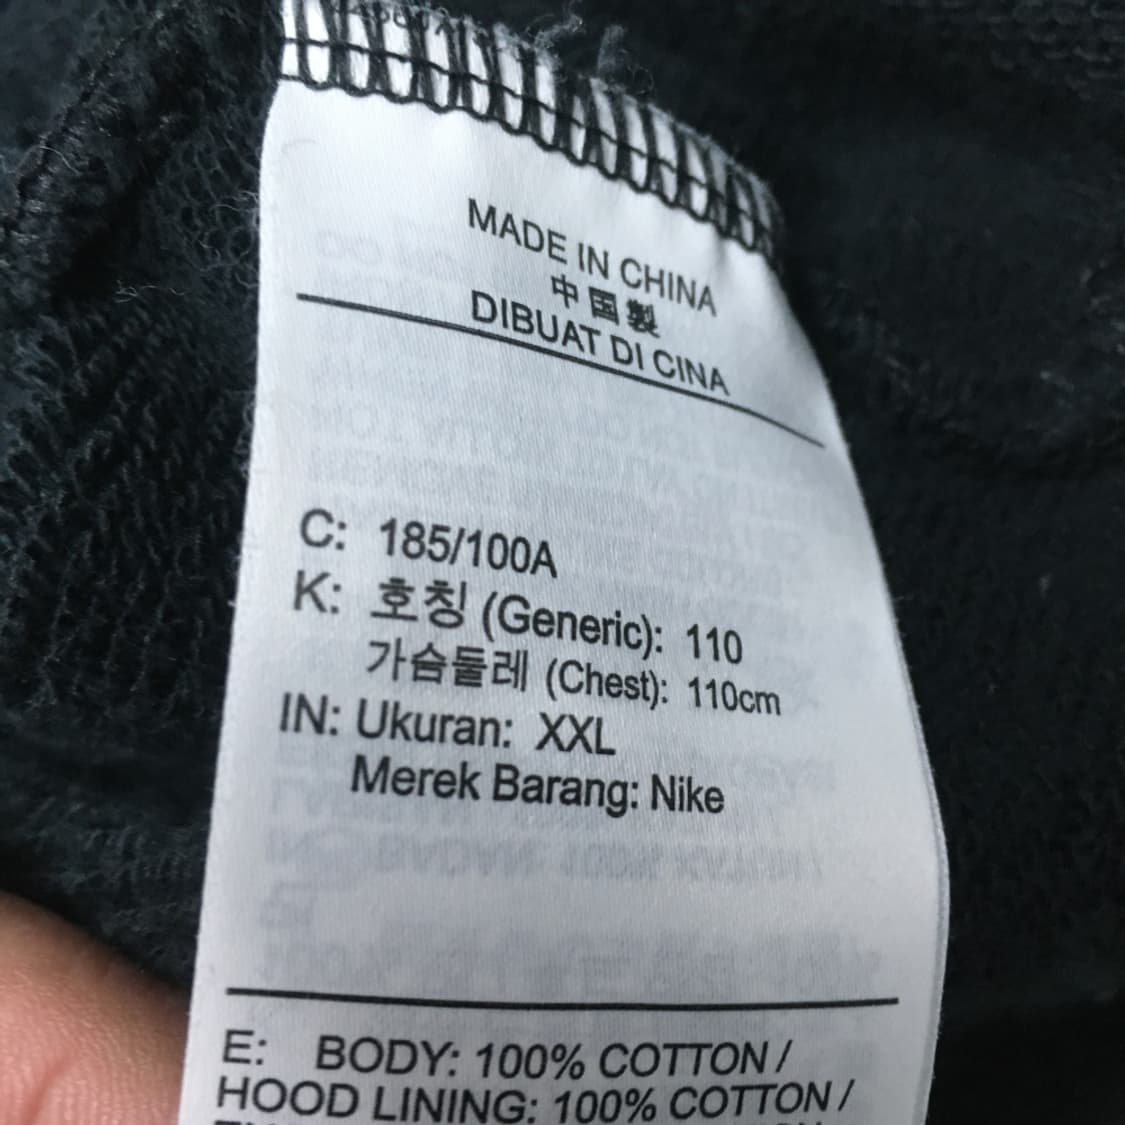 MADE IN CHINA
中国製
DIBUAT DI CINA
C: 185/100A
K: 호칭 (Generic): 110
가슴둘레 (Chest): 110cm
IN: Ukuran: XXL
Merek Barang: Nike
E: BODY: 100% COTTON /
HOOD LINING: 100% COTTON /